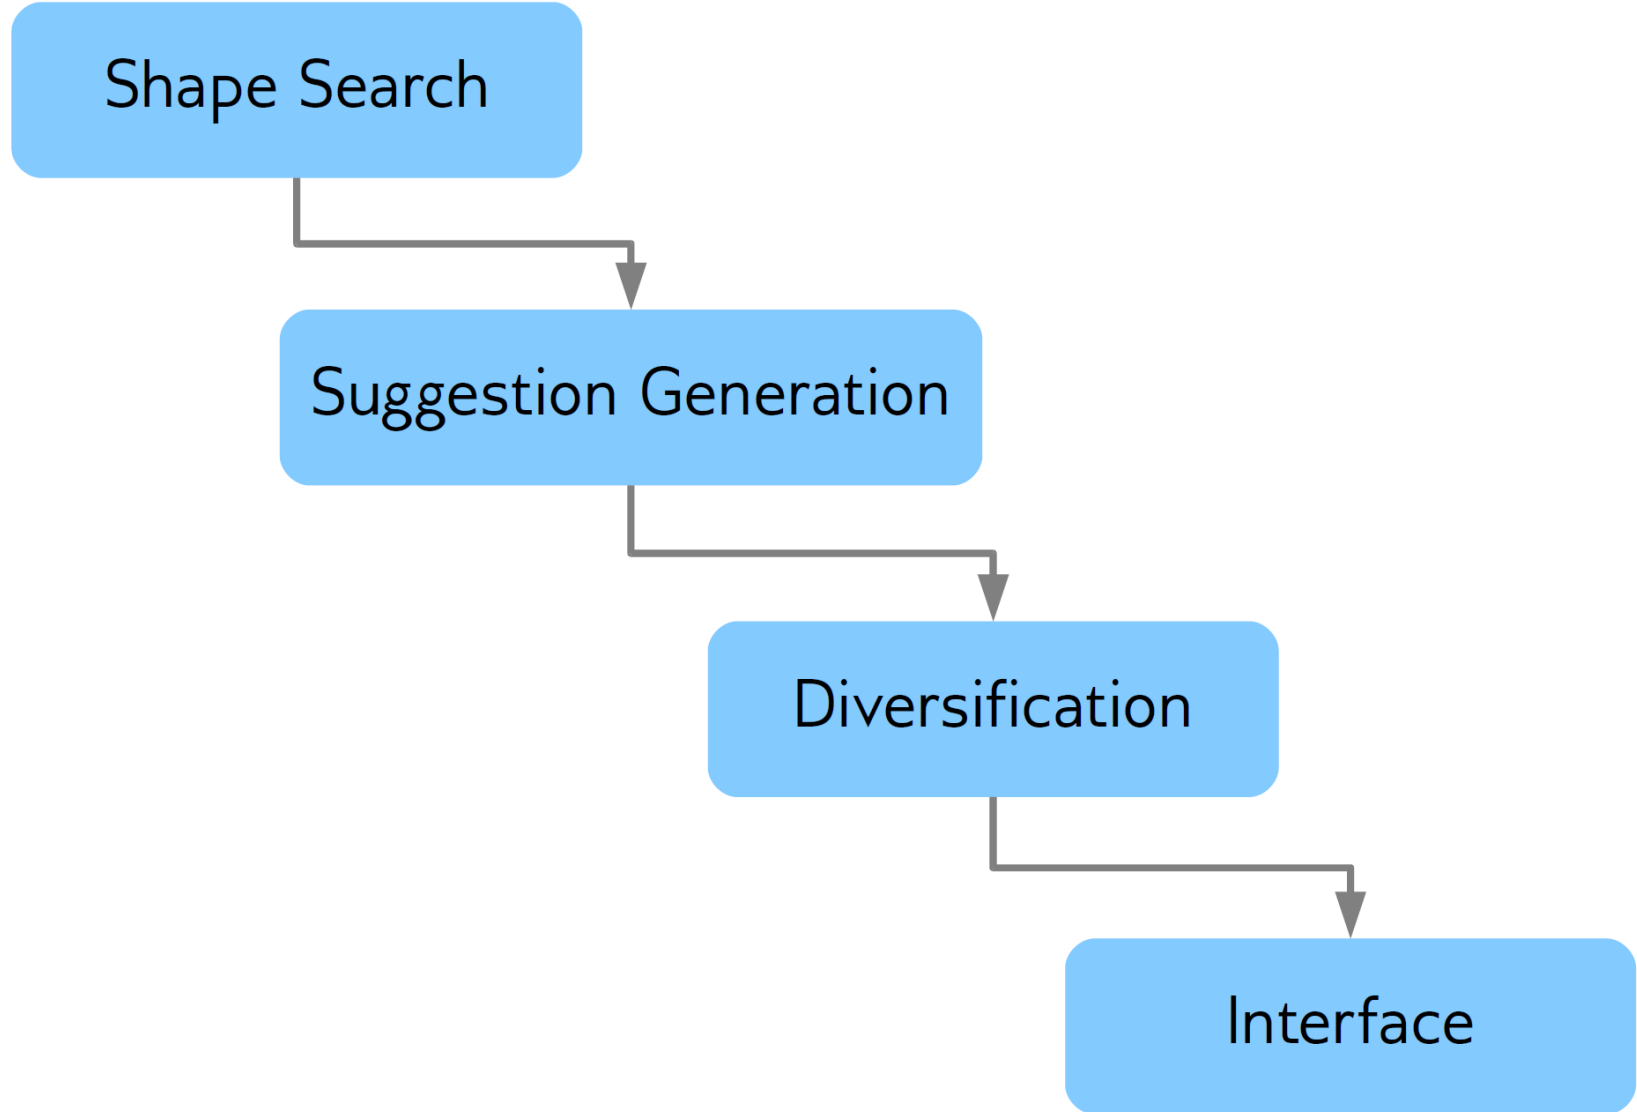 Shape Search
Suggestion Generation
Diversification
Interface